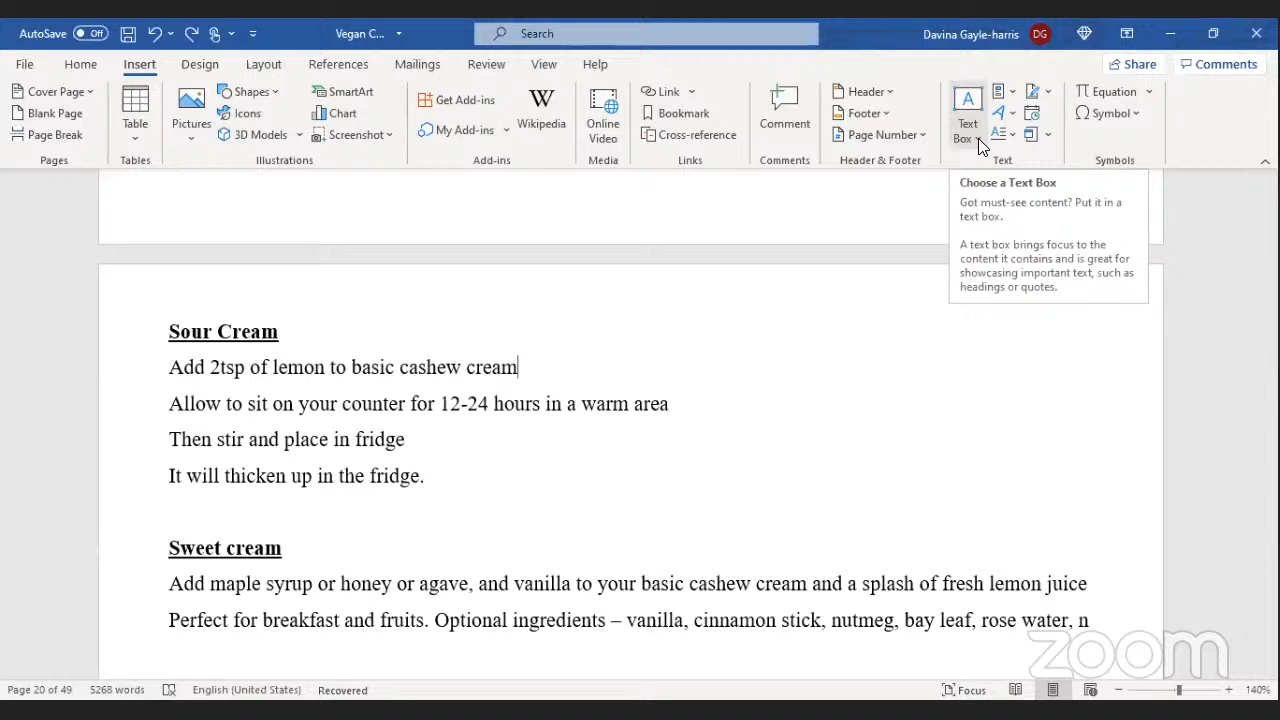 AutoSave Off Vegan C... Search Davina Gayle-harris DG
File Home Insert Design Layout References Mailings Review View Help Share Comments
Cover Page
Blank Page
Page Break
Pages
Table
Tables
Pictures
Shapes
Icons
3D Models
SmartArt
Chart
Screenshot
Illustrations
Get Add-ins
My Add-ins
W
Wikipedia
Add-ins
Online
Video
Media
Link
Bookmark
Cross-reference
Links
Comment
Comments
Header
Footer
Page Number
Header & Footer
A
Text
Box
Text
Equation
Symbol
Symbols
Choose a Text Box
Got must-see content? Put it in a
text box.
A text box brings focus to the
content it contains and is great for
showcasing important text, such as
headings or quotes.
Sour Cream
Add 2tsp of lemon to basic cashew cream
Allow to sit on your counter for 12-24 hours in a warm area
Then stir and place in fridge
It will thicken up in the fridge.
Sweet cream
Add maple syrup or honey or agave, and vanilla to your basic cashew cream and a splash of fresh lemon juice
Perfect for breakfast and fruits. Optional ingredients – vanilla, cinnamon stick, nutmeg, bay leaf, rose water, n
zoom
Page 20 of 49 5268 words English (United States) Recovered Focus 140%